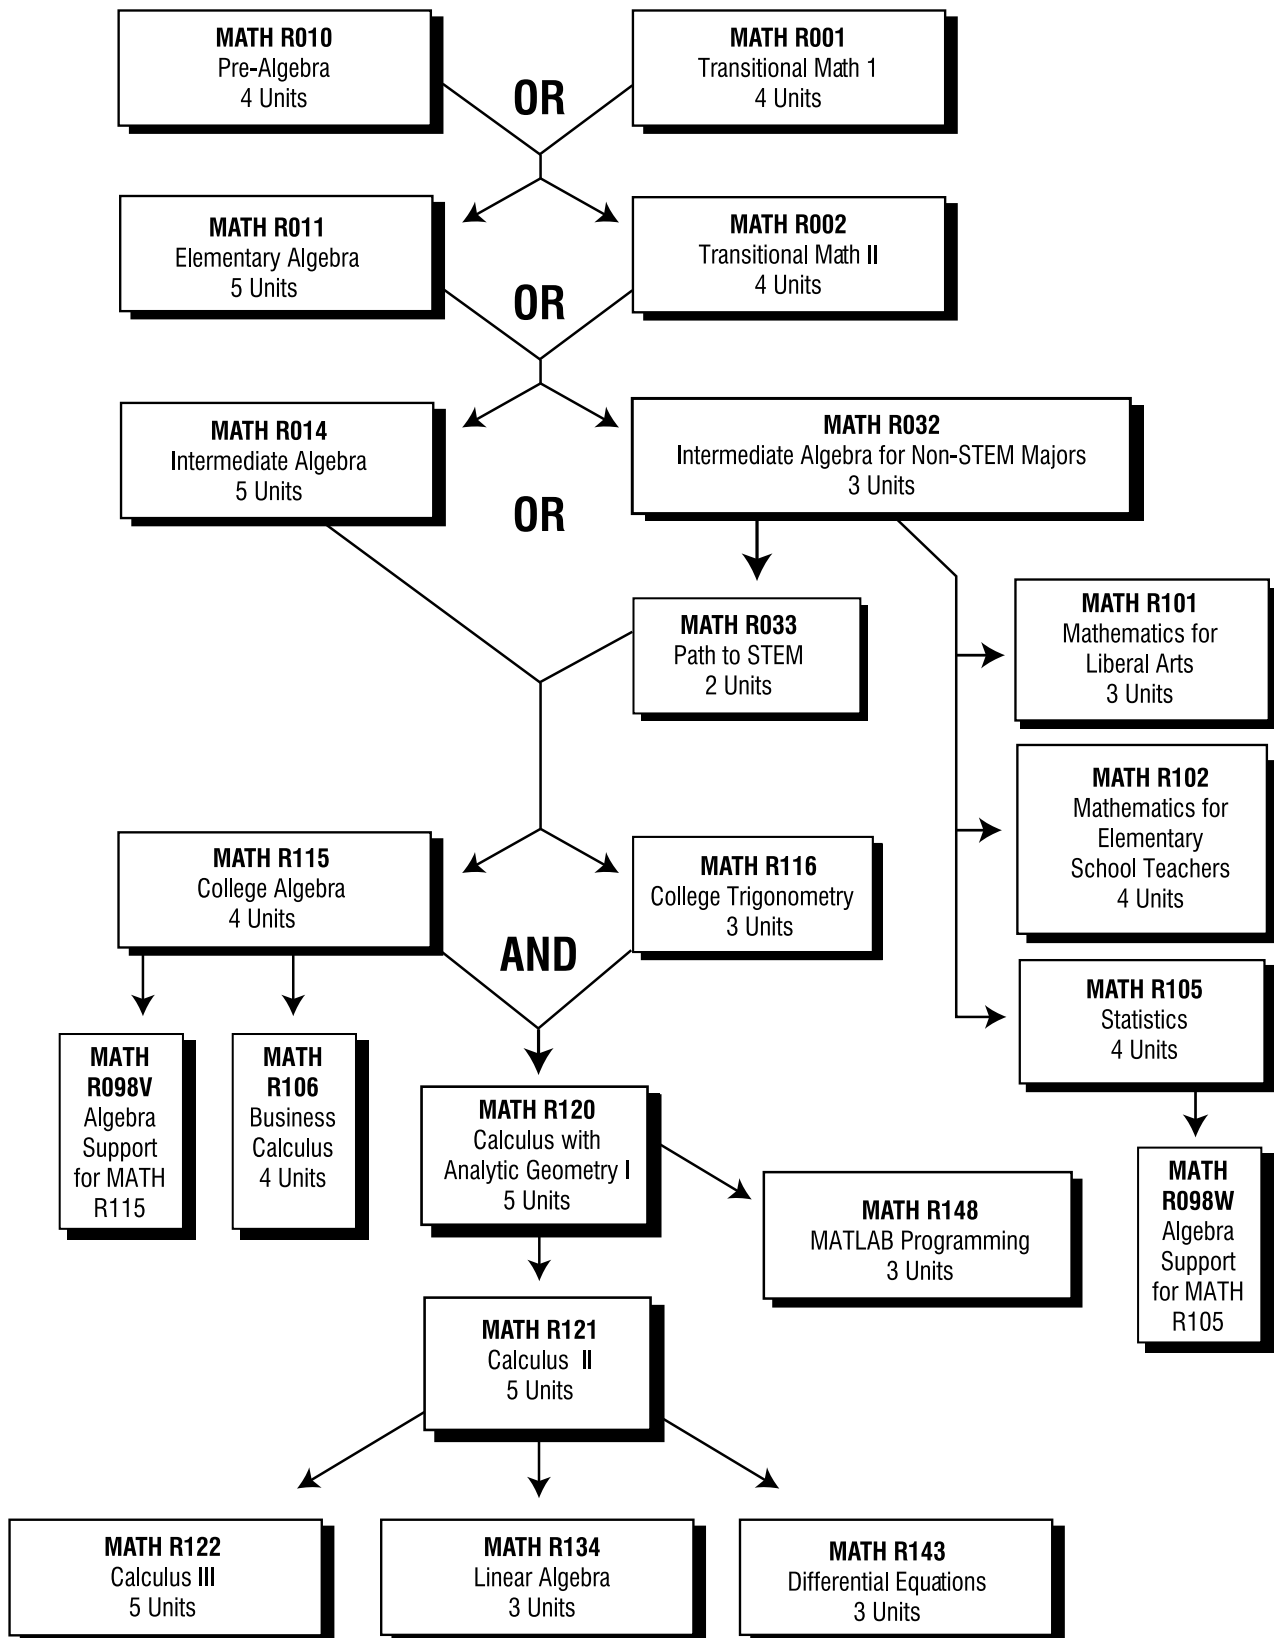 MATH R010
Pre-Algebra
4 Units
OR
MATH R001
Transitional Math 1
4 Units
MATH R011
Elementary Algebra
5 Units
OR
MATH R002
Transitional Math II
4 Units
MATH R014
Intermediate Algebra
5 Units
OR
MATH R032
Intermediate Algebra for Non-STEM Majors
3 Units
MATH R033
Path to STEM
2 Units
MATH R101
Mathematics for
Liberal Arts
3 Units
MATH R102
Mathematics for
Elementary
School Teachers
4 Units
MATH R115
College Algebra
4 Units
AND
MATH R116
College Trigonometry
3 Units
MATH R105
Statistics
4 Units
MATH
R098V
Algebra
Support
for MATH
R115
MATH
R106
Business
Calculus
4 Units
MATH R120
Calculus with
Analytic Geometry I
5 Units
MATH R148
MATLAB Programming
3 Units
MATH
R098W
Algebra
Support
for MATH
R105
MATH R121
Calculus II
5 Units
MATH R122
Calculus III
5 Units
MATH R134
Linear Algebra
3 Units
MATH R143
Differential Equations
3 Units